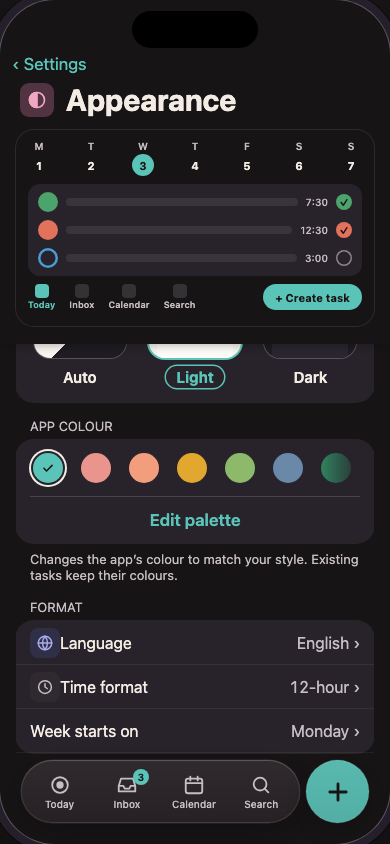 ‹ Settings
Appearance
M T W T F S S
1 2 3 4 5 6 7
7:30
12:30
3:00
Today Inbox Calendar Search
+ Create task
Auto Light Dark
APP COLOUR
Edit palette
Changes the app's colour to match your style. Existing
tasks keep their colours.
FORMAT
Language English ›
Time format 12-hour ›
Week starts on Monday ›
3
Today Inbox Calendar Search